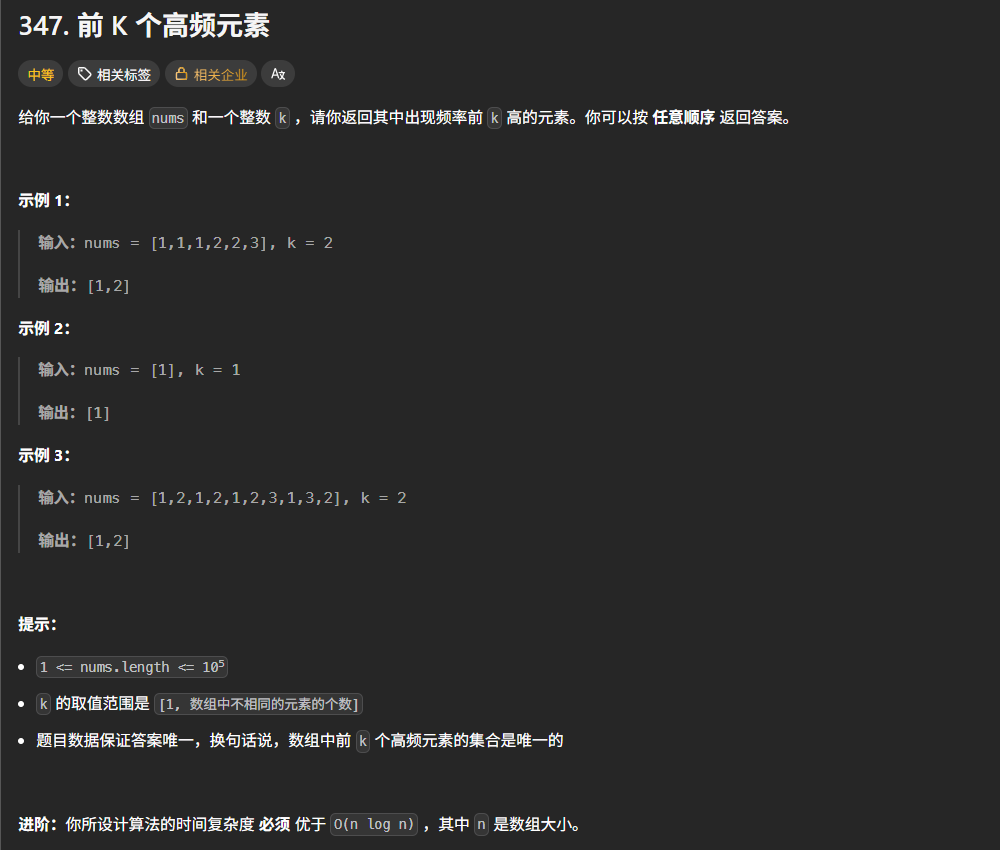 347. 前 K 个高频元素
中等 相关标签 相关企业 Aあ
给你一个整数数组 nums 和一个整数 k ，请你返回其中出现频率前 k 高的元素。你可以按 任意顺序 返回答案。
示例 1：
输入：nums = [1,1,1,2,2,3], k = 2
输出：[1,2]
示例 2：
输入：nums = [1], k = 1
输出：[1]
示例 3：
输入：nums = [1,2,1,2,1,2,3,1,3,2], k = 2
输出：[1,2]
提示：
• 1 <= nums.length <= 10⁵
• k 的取值范围是 [1, 数组中不相同的元素的个数]
• 题目数据保证答案唯一，换句话说，数组中前 k 个高频元素的集合是唯一的
进阶：你所设计算法的时间复杂度 必须 优于 O(n log n) ，其中 n 是数组大小。